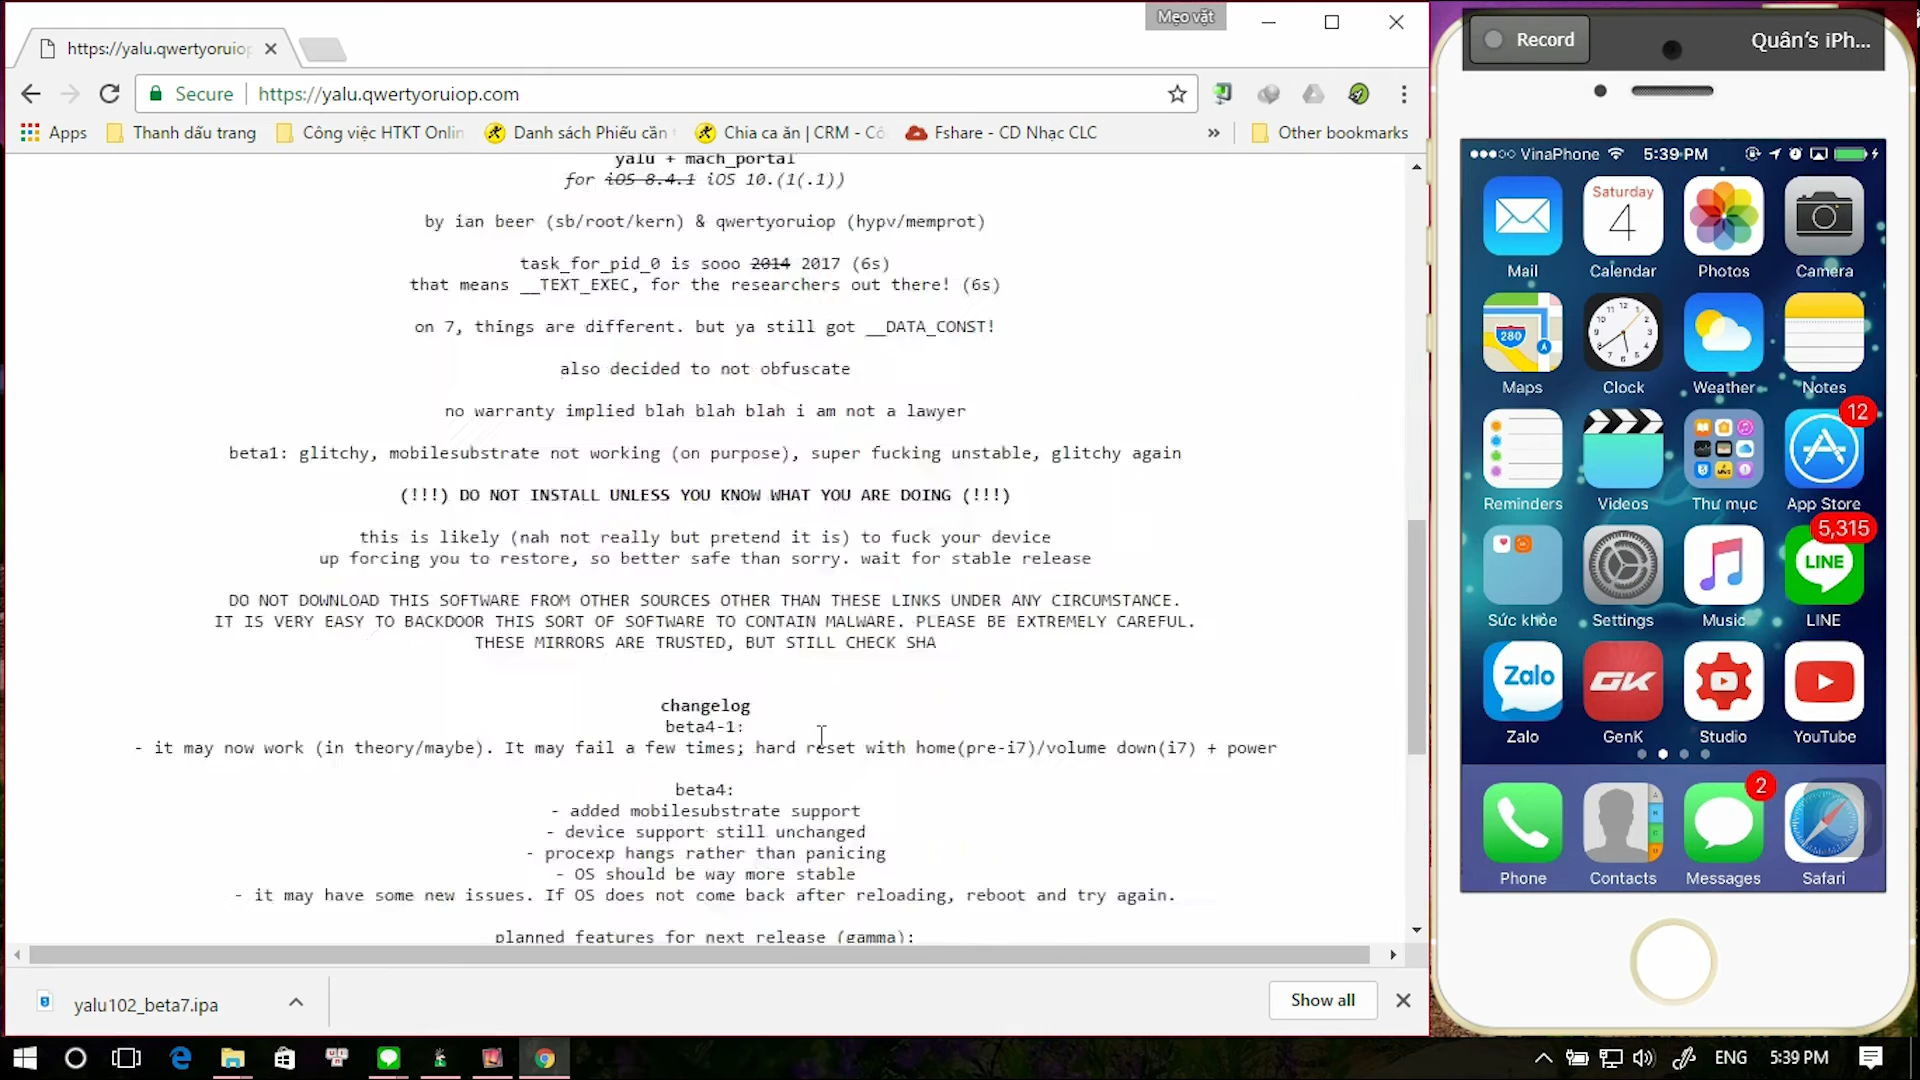 Mẹo vặt
https://yalu.qwertyoruiop
Secure
https://yalu.qwertyoruiop.com
Apps
Thanh dấu trang
Công việc HTKT Onlin
Danh sách Phiếu cần
Chia ca ăn | CRM - Cô
Fshare - CD Nhạc CLC
»
Other bookmarks
yalu + mach_portal
for iOS 8.4.1 iOS 10.(1(.1))
by ian beer (sb/root/kern) & qwertyoruiop (hypv/memprot)
task_for_pid_0 is sooo 2014 2017 (6s)
that means __TEXT_EXEC, for the researchers out there! (6s)
on 7, things are different. but ya still got __DATA_CONST!
also decided to not obfuscate
no warranty implied blah blah blah i am not a lawyer
beta1: glitchy, mobilesubstrate not working (on purpose), super fucking unstable, glitchy again
(!!!) DO NOT INSTALL UNLESS YOU KNOW WHAT YOU ARE DOING (!!!)
this is likely (nah not really but pretend it is) to fuck your device
up forcing you to restore, so better safe than sorry. wait for stable release
DO NOT DOWNLOAD THIS SOFTWARE FROM OTHER SOURCES OTHER THAN THESE LINKS UNDER ANY CIRCUMSTANCE.
IT IS VERY EASY TO BACKDOOR THIS SORT OF SOFTWARE TO CONTAIN MALWARE. PLEASE BE EXTREMELY CAREFUL.
THESE MIRRORS ARE TRUSTED, BUT STILL CHECK SHA
changelog
beta4-1:
- it may now work (in theory/maybe). It may fail a few times; hard reset with home(pre-i7)/volume down(i7) + power
beta4:
- added mobilesubstrate support
- device support still unchanged
- procexp hangs rather than panicing
- OS should be way more stable
- it may have some new issues. If OS does not come back after reloading, reboot and try again.
planned features for next release (gamma):
yalu102_beta7.ipa
Show all
ENG
5:39 PM
Record
Quân's iPh...
VinaPhone
5:39 PM
Saturday
4
Mail
Calendar
Photos
Camera
280
12
Maps
Clock
Weather
Notes
12
Reminders
Videos
Thư mục
App Store
5,315
LINE
Sức khỏe
Settings
Music
LINE
Zalo
GK
Zalo
GenK
Studio
YouTube
2
Phone
Contacts
Messages
Safari